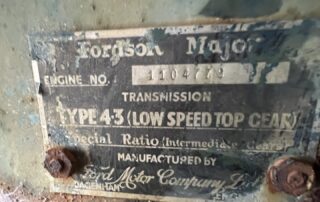 Fordson Major
ENGINE NO.
TRANSMISSION
TYPE 4·3 (LOW SPEED TOP GEAR)
Special Ratio (Intermediate Gears)
MANUFACTURED BY
Ford Motor Company Ltd
DAGENHAM